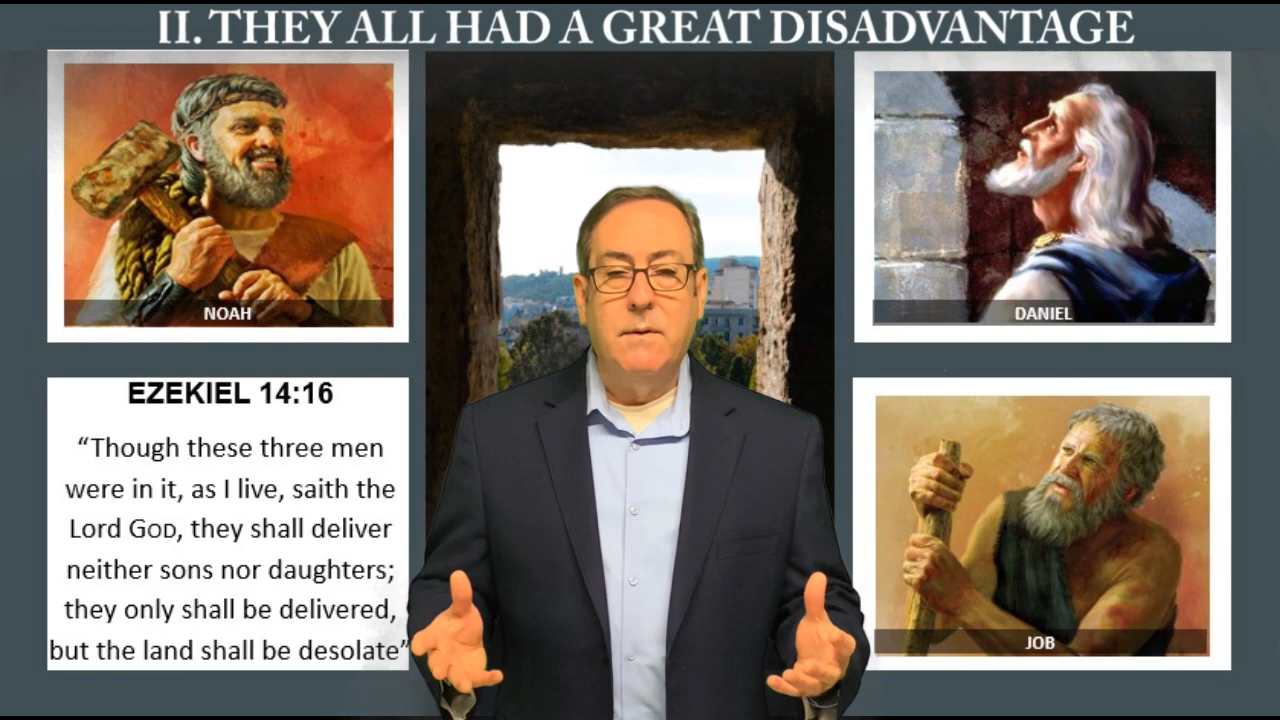 II. THEY ALL HAD A GREAT DISADVANTAGE
NOAH
DANIEL
EZEKIEL 14:16
“Though these three men
were in it, as I live, saith the
Lord GOD, they shall deliver
neither sons nor daughters;
they only shall be delivered,
but the land shall be desolate”
JOB